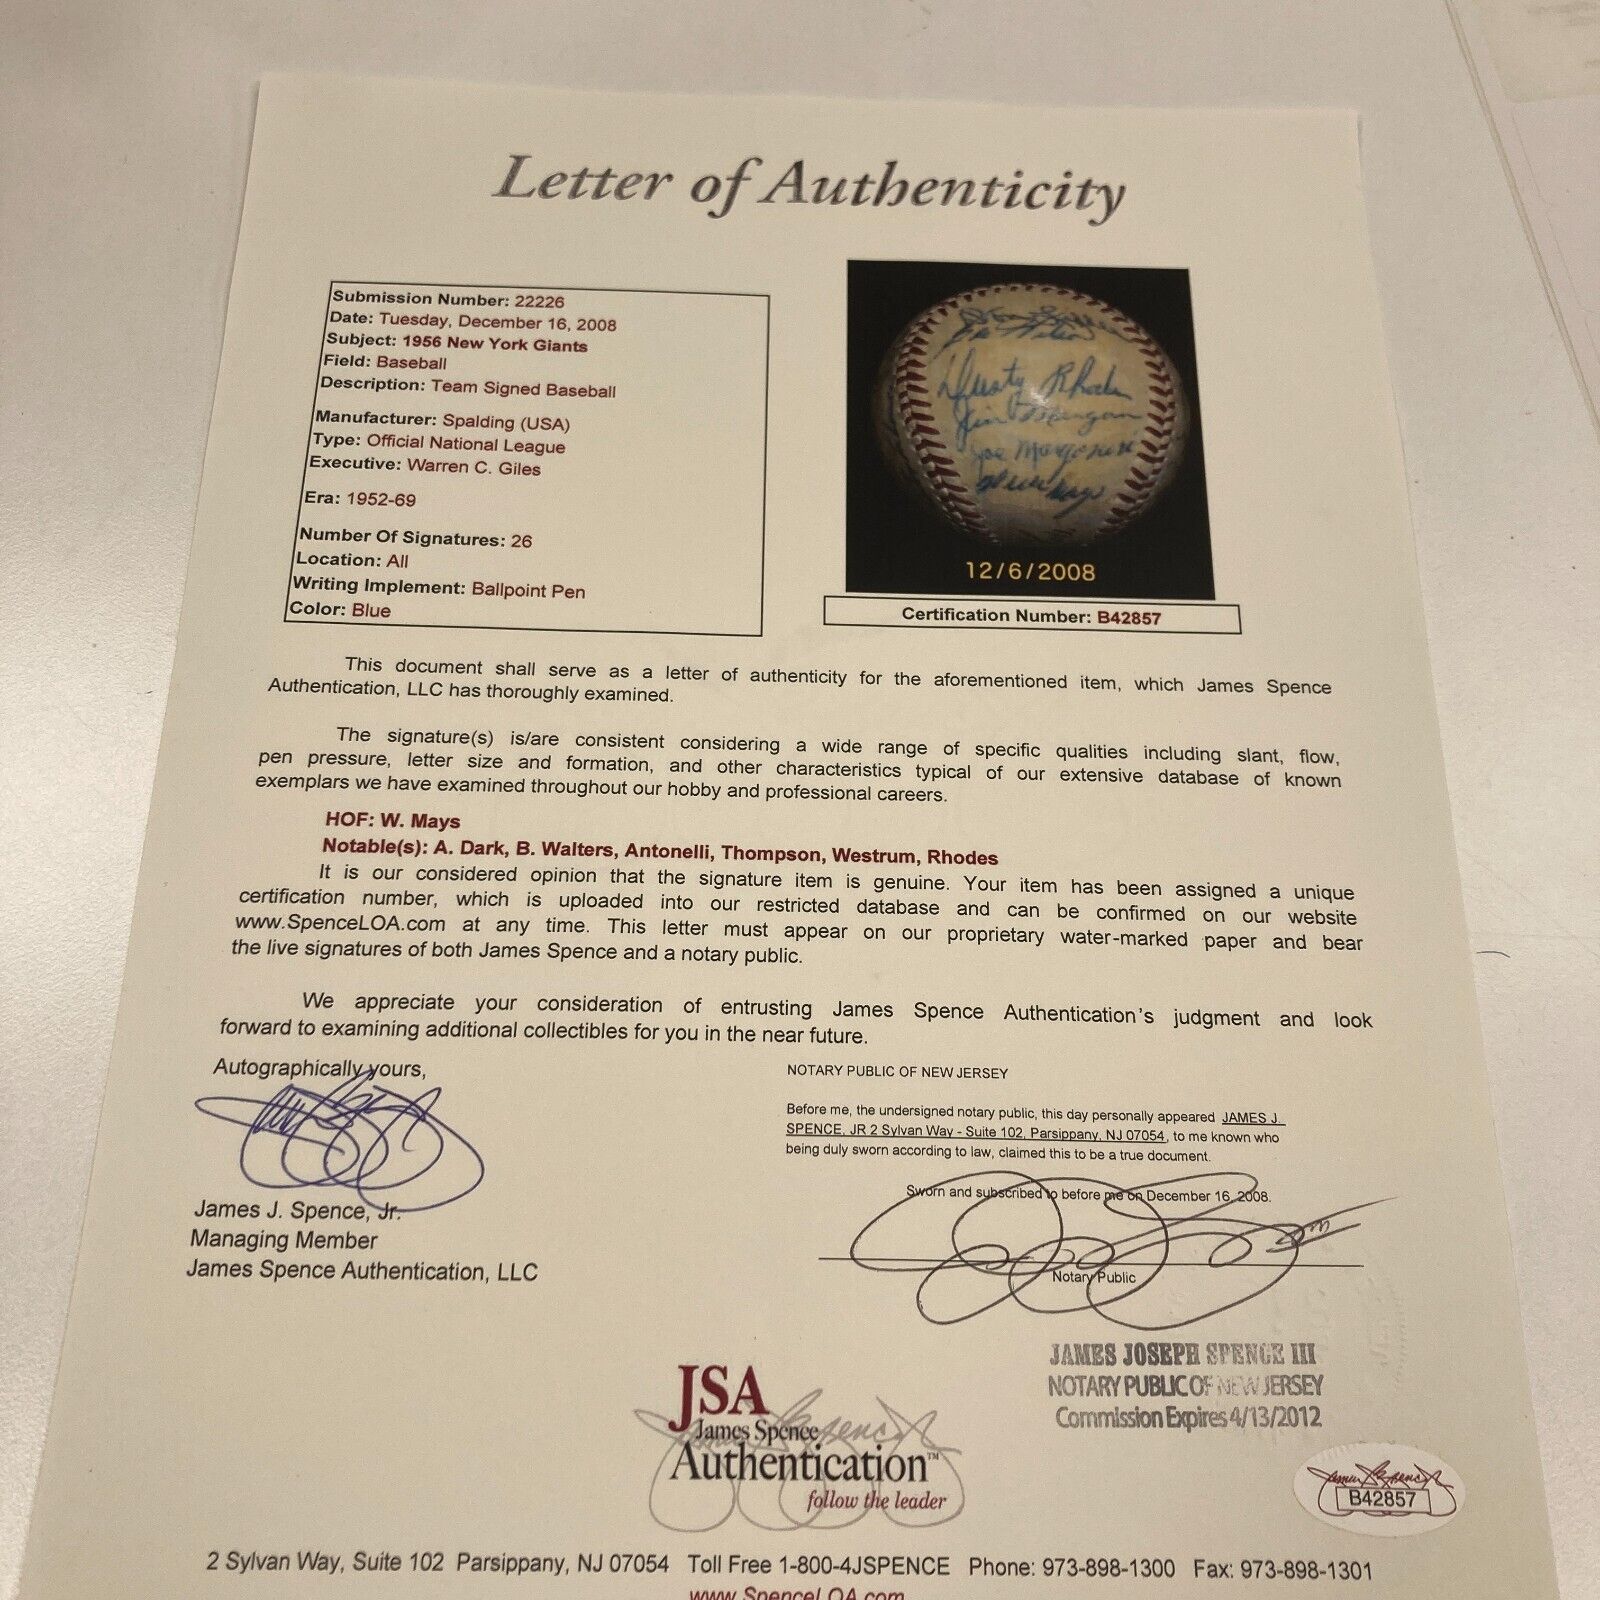 Letter of Authenticity
Submission Number: 22226
Date: Tuesday, December 16, 2008
Subject: 1956 New York Giants
Field: Baseball
Description: Team Signed Baseball
Manufacturer: Spalding (USA)
Type: Official National League
Executive: Warren C. Giles
Era: 1952-69
Number Of Signatures: 26
Location: All
Writing Implement: Ballpoint Pen
Color: Blue
Dusty Rhodes
Jim Mangan
Joe Margoneri
Willie Mays
12/6/2008
Certification Number: B42857
This document shall serve as a letter of authenticity for the aforementioned item, which James Spence
Authentication, LLC has thoroughly examined.
The signature(s) is/are consistent considering a wide range of specific qualities including slant, flow,
pen pressure, letter size and formation, and other characteristics typical of our extensive database of known
exemplars we have examined throughout our hobby and professional careers.
HOF: W. Mays
Notable(s): A. Dark, B. Walters, Antonelli, Thompson, Westrum, Rhodes
It is our considered opinion that the signature item is genuine. Your item has been assigned a unique
certification number, which is uploaded into our restricted database and can be confirmed on our website
www.SpenceLOA.com at any time. This letter must appear on our proprietary water-marked paper and bear
the live signatures of both James Spence and a notary public.
We appreciate your consideration of entrusting James Spence Authentication's judgment and look
forward to examining additional collectibles for you in the near future.
Autographically yours,
James J. Spence, Jr.
Managing Member
James Spence Authentication, LLC
NOTARY PUBLIC OF NEW JERSEY
Before me, the undersigned notary public, this day personally appeared JAMES J.
SPENCE, JR 2 Sylvan Way - Suite 102, Parsippany, NJ 07054, to me known who
being duly sworn according to law, claimed this to be a true document.
Sworn and subscribed to before me on December 16, 2008.
Notary Public
JAMES JOSEPH SPENCE III
NOTARY PUBLIC OF NEW JERSEY
Commission Expires 4/13/2012
JSA
James Spence
Authentication™
follow the leader
James Spence Jr
B42857
2 Sylvan Way, Suite 102 Parsippany, NJ 07054 Toll Free 1-800-4JSPENCE Phone: 973-898-1300 Fax: 973-898-1301
www.SpenceLOA.com